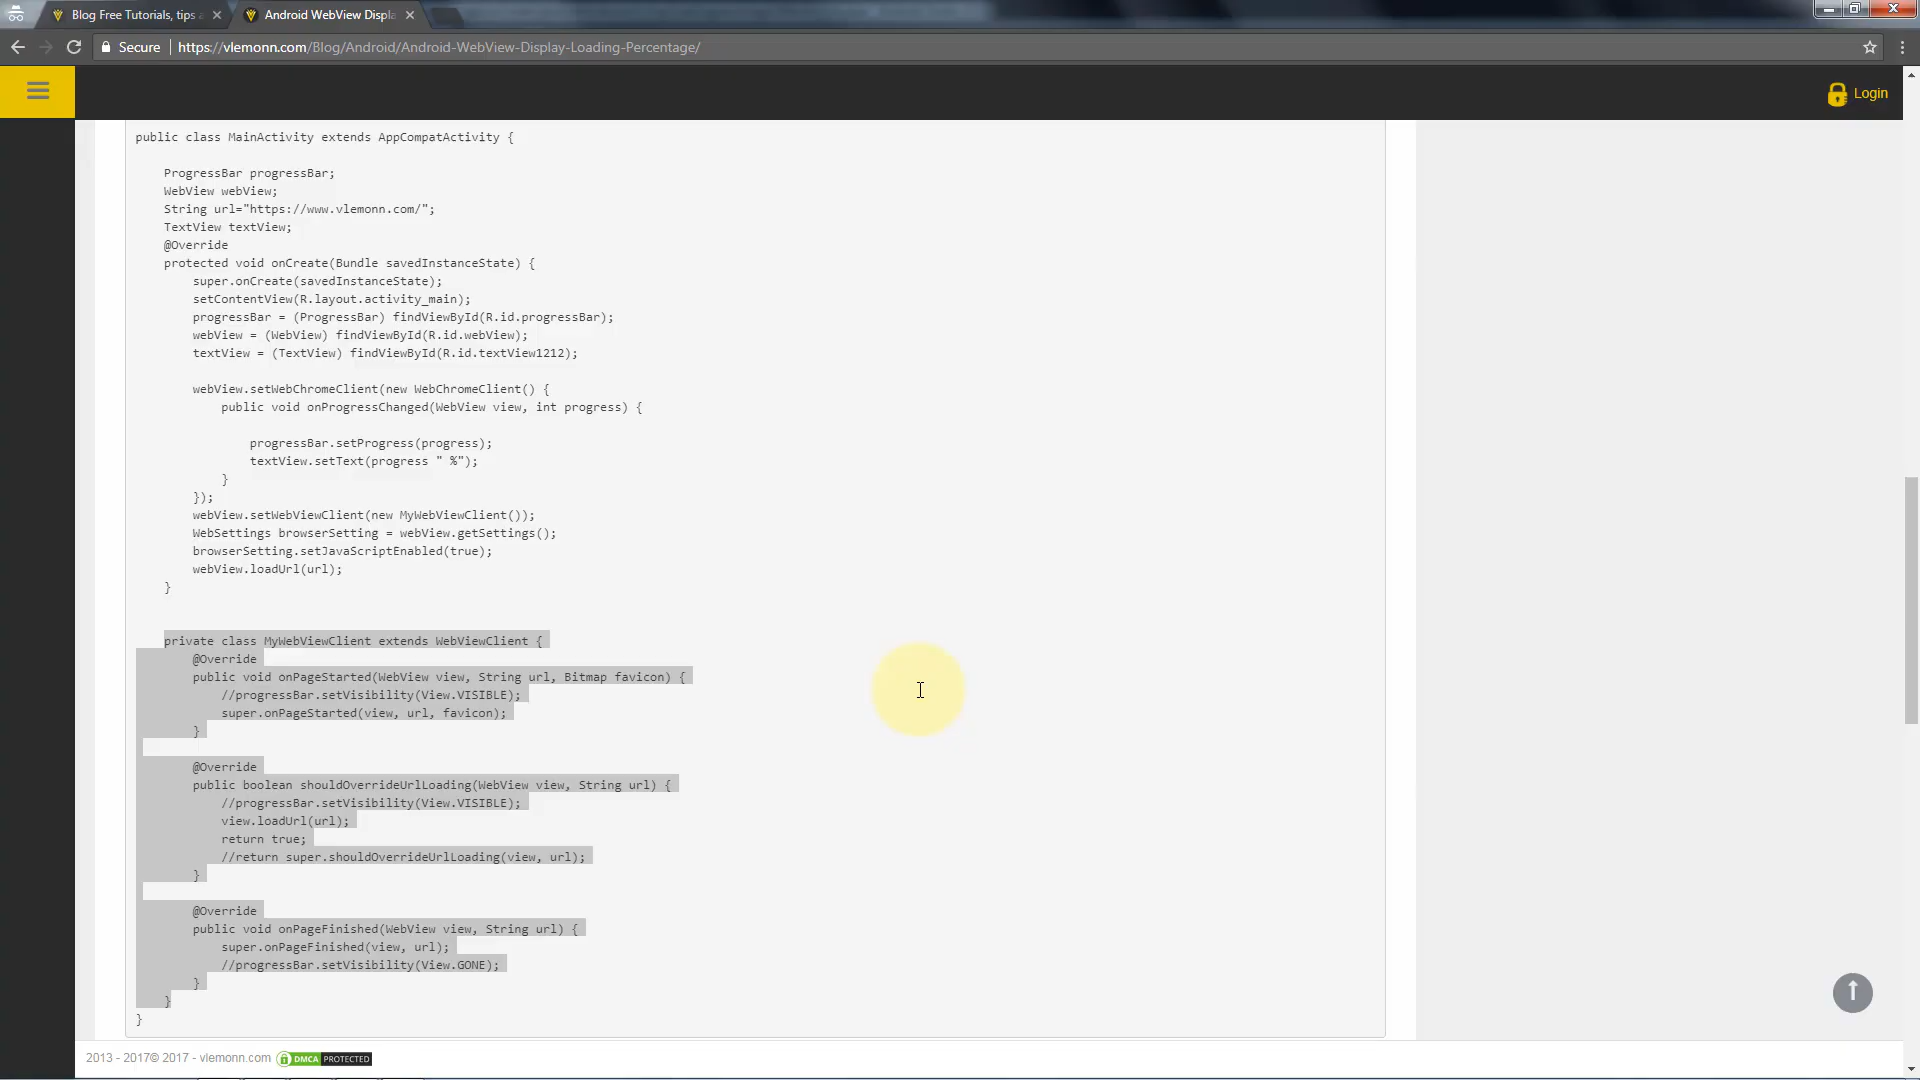 Blog Free Tutorials, tips a
Android WebView Displa
Secure https://vlemonn.com/Blog/Android/Android-WebView-Display-Loading-Percentage/
Login
public class MainActivity extends AppCompatActivity {
ProgressBar progressBar;
WebView webView;
String url="https://www.vlemonn.com/";
TextView textView;
@Override
protected void onCreate(Bundle savedInstanceState) {
super.onCreate(savedInstanceState);
setContentView(R.layout.activity_main);
progressBar = (ProgressBar) findViewById(R.id.progressBar);
webView = (WebView) findViewById(R.id.webView);
textView = (TextView) findViewById(R.id.textView1212);
webView.setWebChromeClient(new WebChromeClient() {
public void onProgressChanged(WebView view, int progress) {
progressBar.setProgress(progress);
textView.setText(progress " %");
}
});
webView.setWebViewClient(new MyWebViewClient());
WebSettings browserSetting = webView.getSettings();
browserSetting.setJavaScriptEnabled(true);
webView.loadUrl(url);
}
private class MyWebViewClient extends WebViewClient {
@Override
public void onPageStarted(WebView view, String url, Bitmap favicon) {
//progressBar.setVisibility(View.VISIBLE);
super.onPageStarted(view, url, favicon);
}
@Override
public boolean shouldOverrideUrlLoading(WebView view, String url) {
//progressBar.setVisibility(View.VISIBLE);
view.loadUrl(url);
return true;
//return super.shouldOverrideUrlLoading(view, url);
}
@Override
public void onPageFinished(WebView view, String url) {
super.onPageFinished(view, url);
//progressBar.setVisibility(View.GONE);
}
}
}
2013 - 2017© 2017 - vlemonn.com DMCA PROTECTED